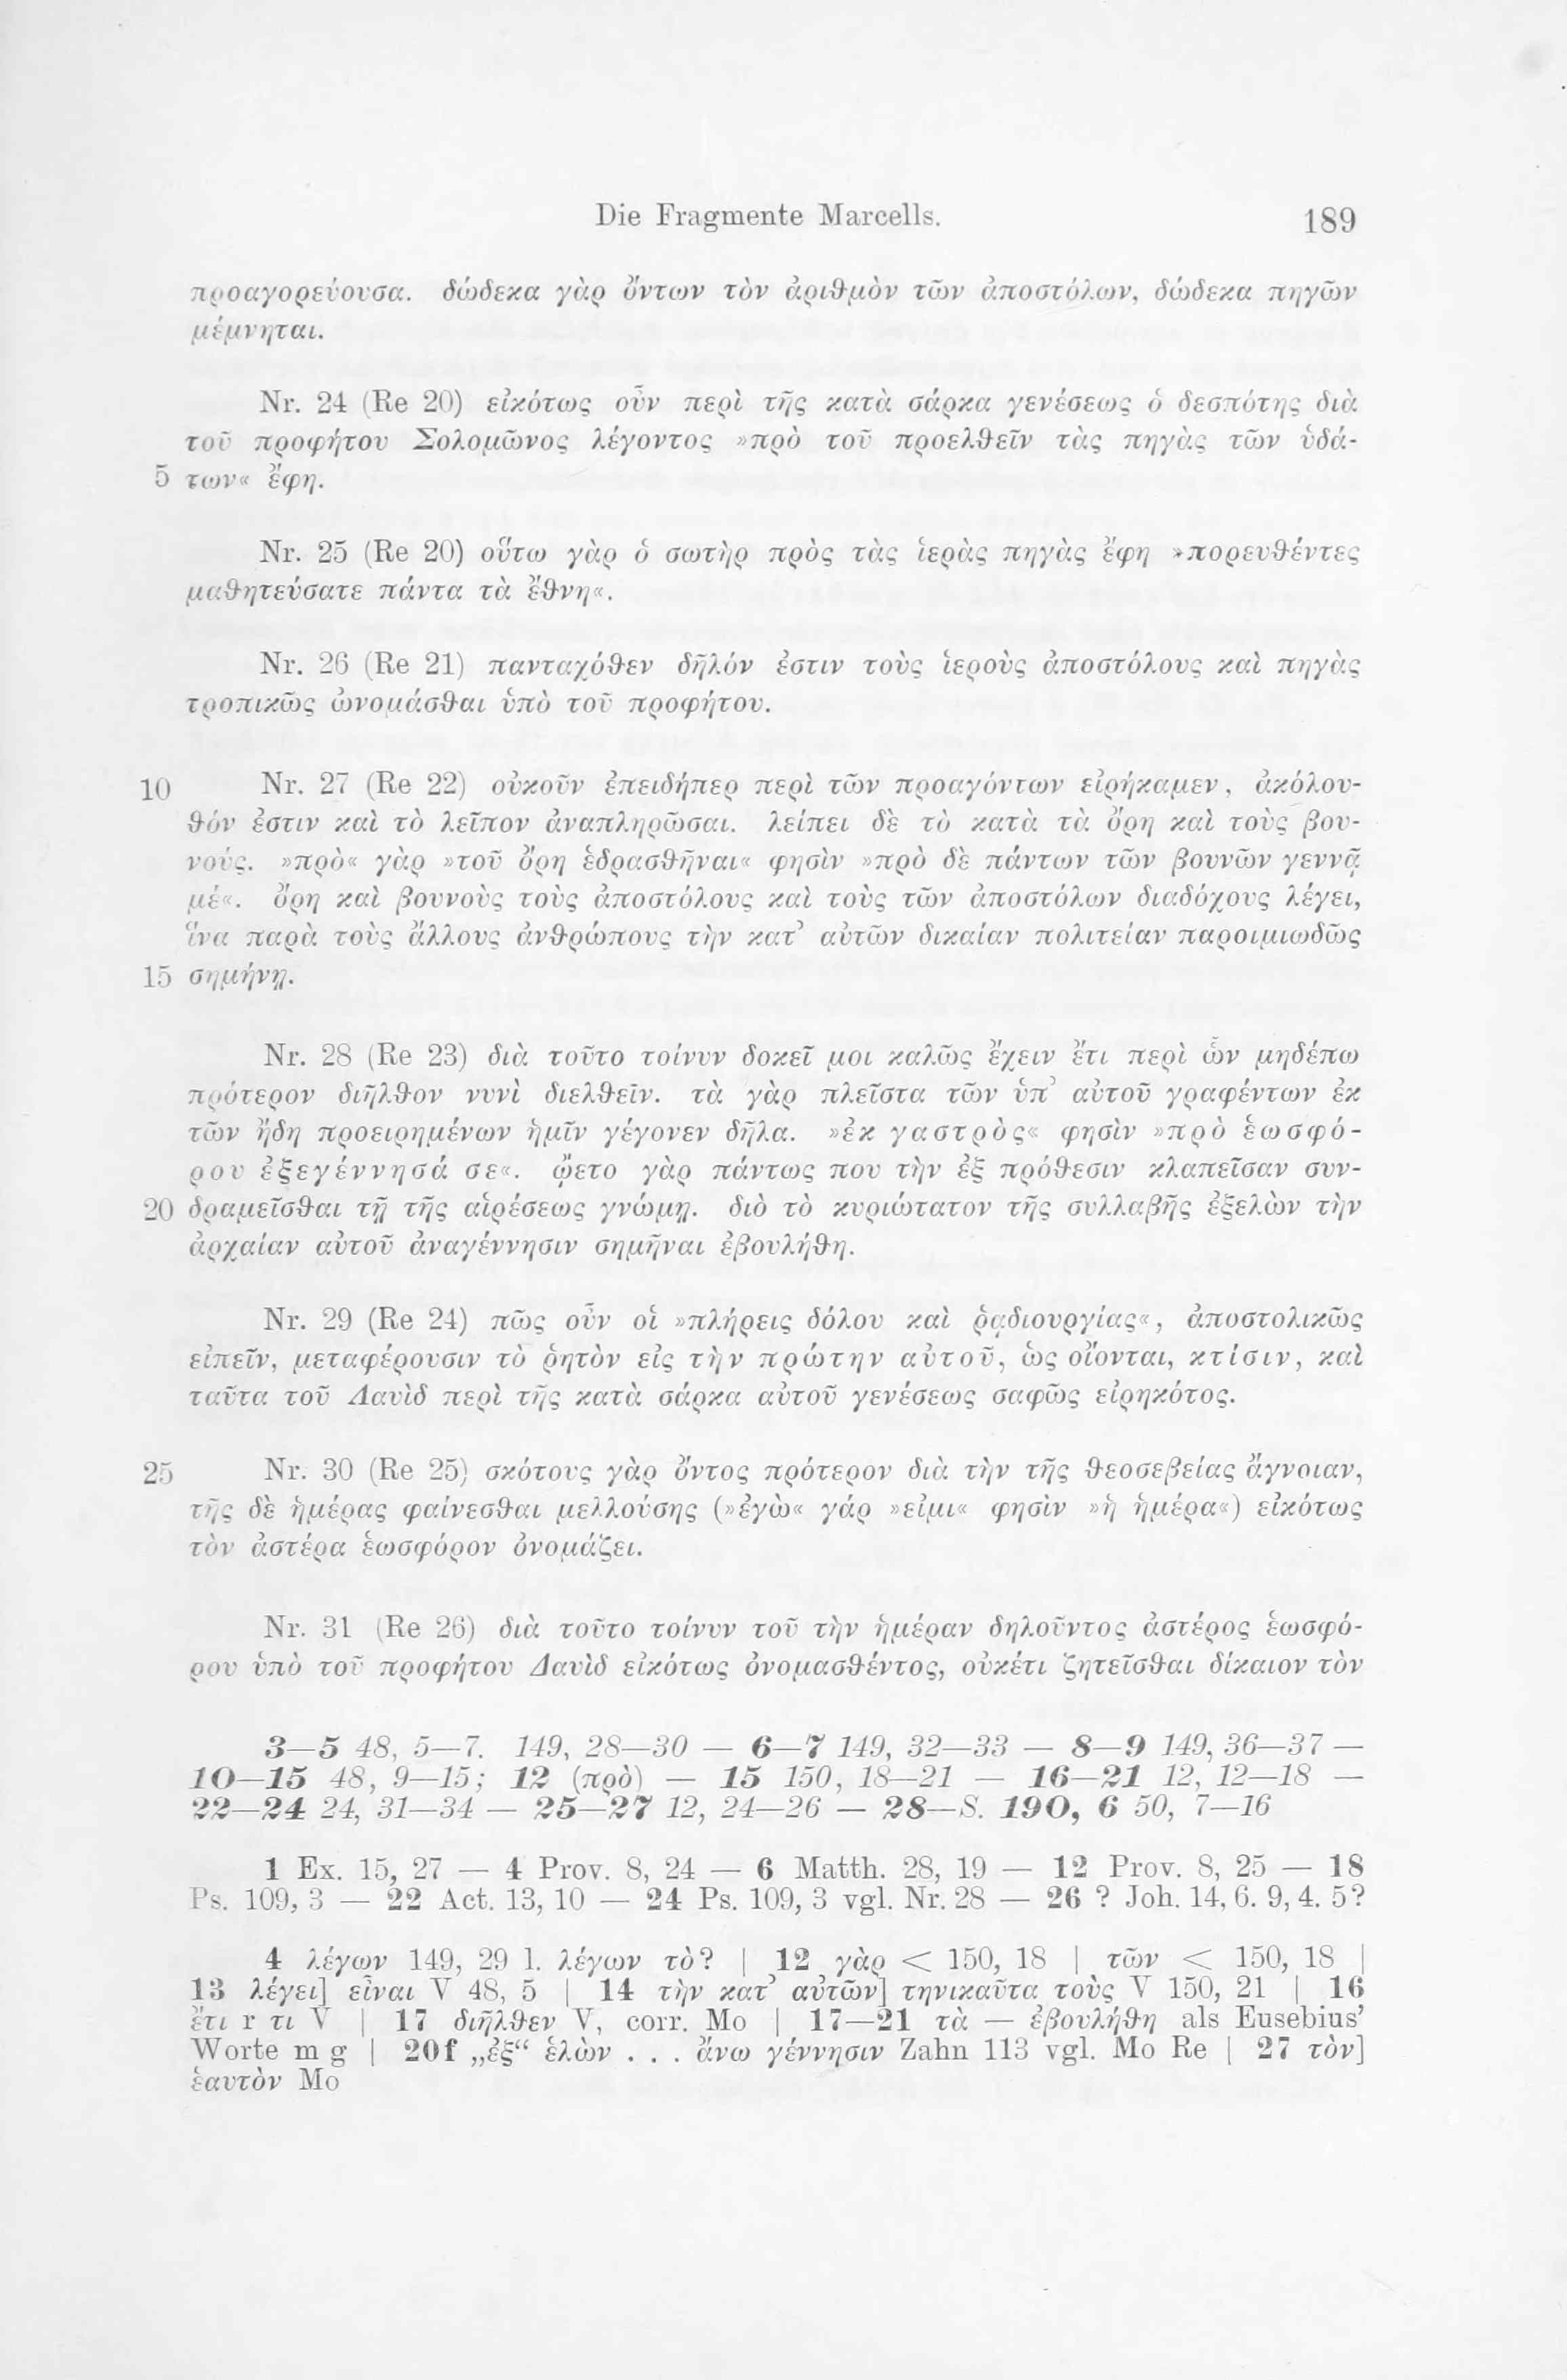 Die Fragmente Marcells. 189
προαγορεύουσα. δώδεκα γὰρ ὄντων τὸν ἀριθμὸν τῶν ἀποστόλων, δώδεκα πηγῶν
μέμνηται.
Nr. 24 (Re 20) εἰκότως οὖν περὶ τῆς κατὰ σάρκα γενέσεως ὁ δεσπότης διὰ
τοῦ προφήτου Σολομῶνος λέγοντος »πρὸ τοῦ προελθεῖν τὰς πηγὰς τῶν ὑδά-
5 των« ἔφη.
Nr. 25 (Re 20) οὕτω γὰρ ὁ σωτὴρ πρὸς τὰς ἱερὰς πηγὰς ἔφη »πορευθέντες
μαθητεύσατε πάντα τὰ ἔθνη«.
Nr. 26 (Re 21) πανταχόθεν δῆλόν ἐστιν τοὺς ἱεροὺς ἀποστόλους καὶ πηγὰς
τροπικῶς ὠνομάσθαι ὑπὸ τοῦ προφήτου.
10 Nr. 27 (Re 22) οὐκοῦν ἐπειδήπερ περὶ τῶν προαγόντων εἰρήκαμεν, ἀκόλου-
θόν ἐστιν καὶ τὸ λεῖπον ἀναπληρῶσαι. λείπει δὲ τὸ κατὰ τὰ ὄρη καὶ τοὺς βου-
νούς. »πρὸ« γὰρ »τοῦ ὄρη ἑδρασθῆναι« φησὶν »πρὸ δὲ πάντων τῶν βουνῶν γεννᾷ
μέ«. ὄρη καὶ βουνοὺς τοὺς ἀποστόλους καὶ τοὺς τῶν ἀποστόλων διαδόχους λέγει,
ἵνα παρὰ τοὺς ἄλλους ἀνθρώπους τὴν κατ’ αὐτῶν δικαίαν πολιτείαν παροιμιωδῶς
15 σημήνῃ.
Nr. 28 (Re 23) διὰ τοῦτο τοίνυν δοκεῖ μοι καλῶς ἔχειν ἔτι περὶ ὧν μηδέπω
πρότερον διῆλθον νυνὶ διελθεῖν. τὰ γὰρ πλεῖστα τῶν ὑπ’ αὐτοῦ γραφέντων ἐκ
τῶν ἤδη προειρημένων ἡμῖν γέγονεν δῆλα. »ἐκ γαστρὸς« φησὶν »πρὸ ἑωσφό-
ρου ἐξεγέννησά σε«. ᾤετο γὰρ πάντως που τὴν ἐξ πρόθεσιν κλαπεῖσαν συν-
20 δραμεῖσθαι τῇ τῆς αἱρέσεως γνώμῃ. διὸ τὸ κυριώτατον τῆς συλλαβῆς ἐξελὼν τὴν
ἀρχαίαν αὐτοῦ ἀναγέννησιν σημῆναι ἐβουλήθη.
Nr. 29 (Re 24) πῶς οὖν οἱ »πλήρεις δόλου καὶ ῥᾳδιουργίας«, ἀποστολικῶς
εἰπεῖν, μεταφέρουσιν τὸ ῥητὸν εἰς τὴν πρώτην αὐτοῦ, ὡς οἴονται, κτίσιν, καὶ
ταῦτα τοῦ Δαυὶδ περὶ τῆς κατὰ σάρκα αὐτοῦ γενέσεως σαφῶς εἰρηκότος.
25 Nr. 30 (Re 25) σκότους γὰρ ὄντος πρότερον διὰ τὴν τῆς θεοσεβείας ἄγνοιαν,
τῆς δὲ ἡμέρας φαίνεσθαι μελλούσης (»ἐγὼ« γάρ »εἰμι« φησὶν »ἡ ἡμέρα«) εἰκότως
τὸν ἀστέρα ἑωσφόρον ὀνομάζει.
Nr. 31 (Re 26) διὰ τοῦτο τοίνυν τοῦ τὴν ἡμέραν δηλοῦντος ἀστέρος ἑωσφό-
ρου ὑπὸ τοῦ προφήτου Δαυὶδ εἰκότως ὀνομασθέντος, οὐκέτι ζητεῖσθαι δίκαιον τὸν
3—5 48, 5—7. 149, 28—30 — 6—7 149, 32—33 — 8—9 149, 36—37 —
10—15 48, 9—15; 12 (πρὸ) — 15 150, 18—21 — 16—21 12, 12—18 —
22—24 24, 31—34 — 25—27 12, 24—26 — 28—S. 190, 6 50, 7—16
1 Ex. 15, 27 — 4 Prov. 8, 24 — 6 Matth. 28, 19 — 12 Prov. 8, 25 — 18
Ps. 109, 3 — 22 Act. 13, 10 — 24 Ps. 109, 3 vgl. Nr. 28 — 26 ? Joh. 14, 6. 9, 4. 5?
4 λέγων 149, 29 l. λέγων τὸ? | 12 γὰρ < 150, 18 | τῶν < 150, 18 |
13 λέγει] εἶναι V 48, 5 | 14 τὴν κατ’ αὐτῶν] τηνικαῦτα τοὺς V 150, 21 | 16
ἔτι r τι V | 17 διῆλθεν V, corr. Mo | 17—21 τὰ — ἐβουλήθη als Eusebius’
Worte m g | 20f „ἐξ“ ἑλὼν . . . ἄνω γέννησιν Zahn 113 vgl. Mo Re | 27 τὸν]
ἑαυτὸν Mo